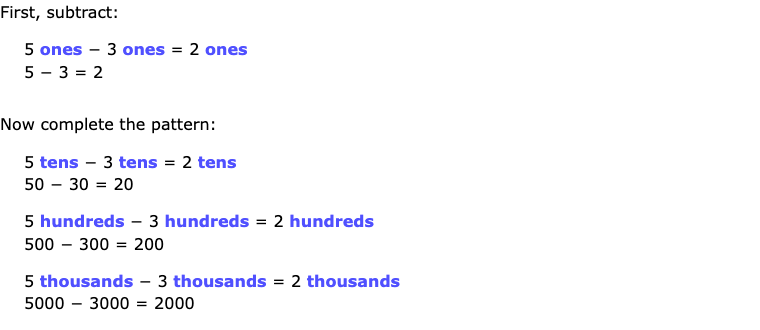 First, subtract:
5 ones − 3 ones = 2 ones
5 − 3 = 2
Now complete the pattern:
5 tens − 3 tens = 2 tens
50 − 30 = 20
5 hundreds − 3 hundreds = 2 hundreds
500 − 300 = 200
5 thousands − 3 thousands = 2 thousands
5000 − 3000 = 2000